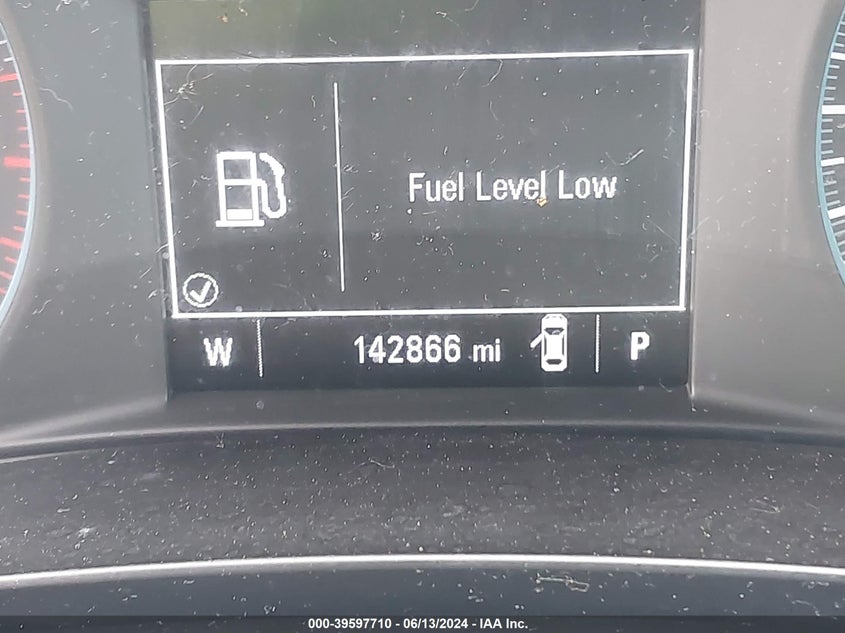 Fuel Level Low
W 142866 mi P
000-39597710 - 06/13/2024 - IAA Inc.